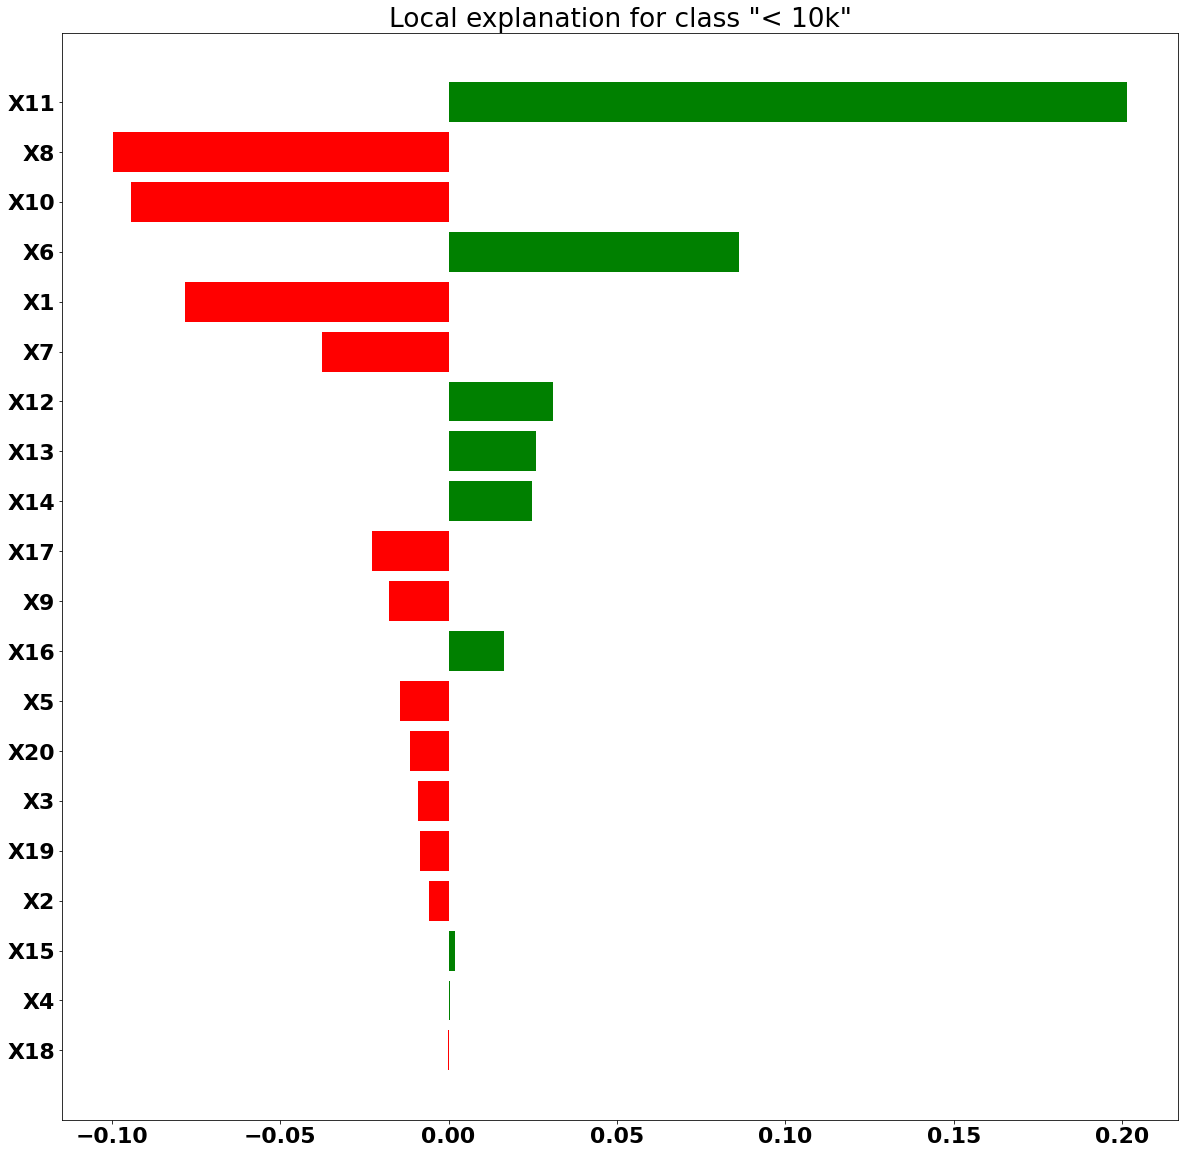 Local explanation for class "< 10k"
X11
X8
X10
X6
X1
X7
X12
X13
X14
X17
X9
X16
X5
X20
X3
X19
X2
X15
X4
X18
−0.10 −0.05 0.00 0.05 0.10 0.15 0.20